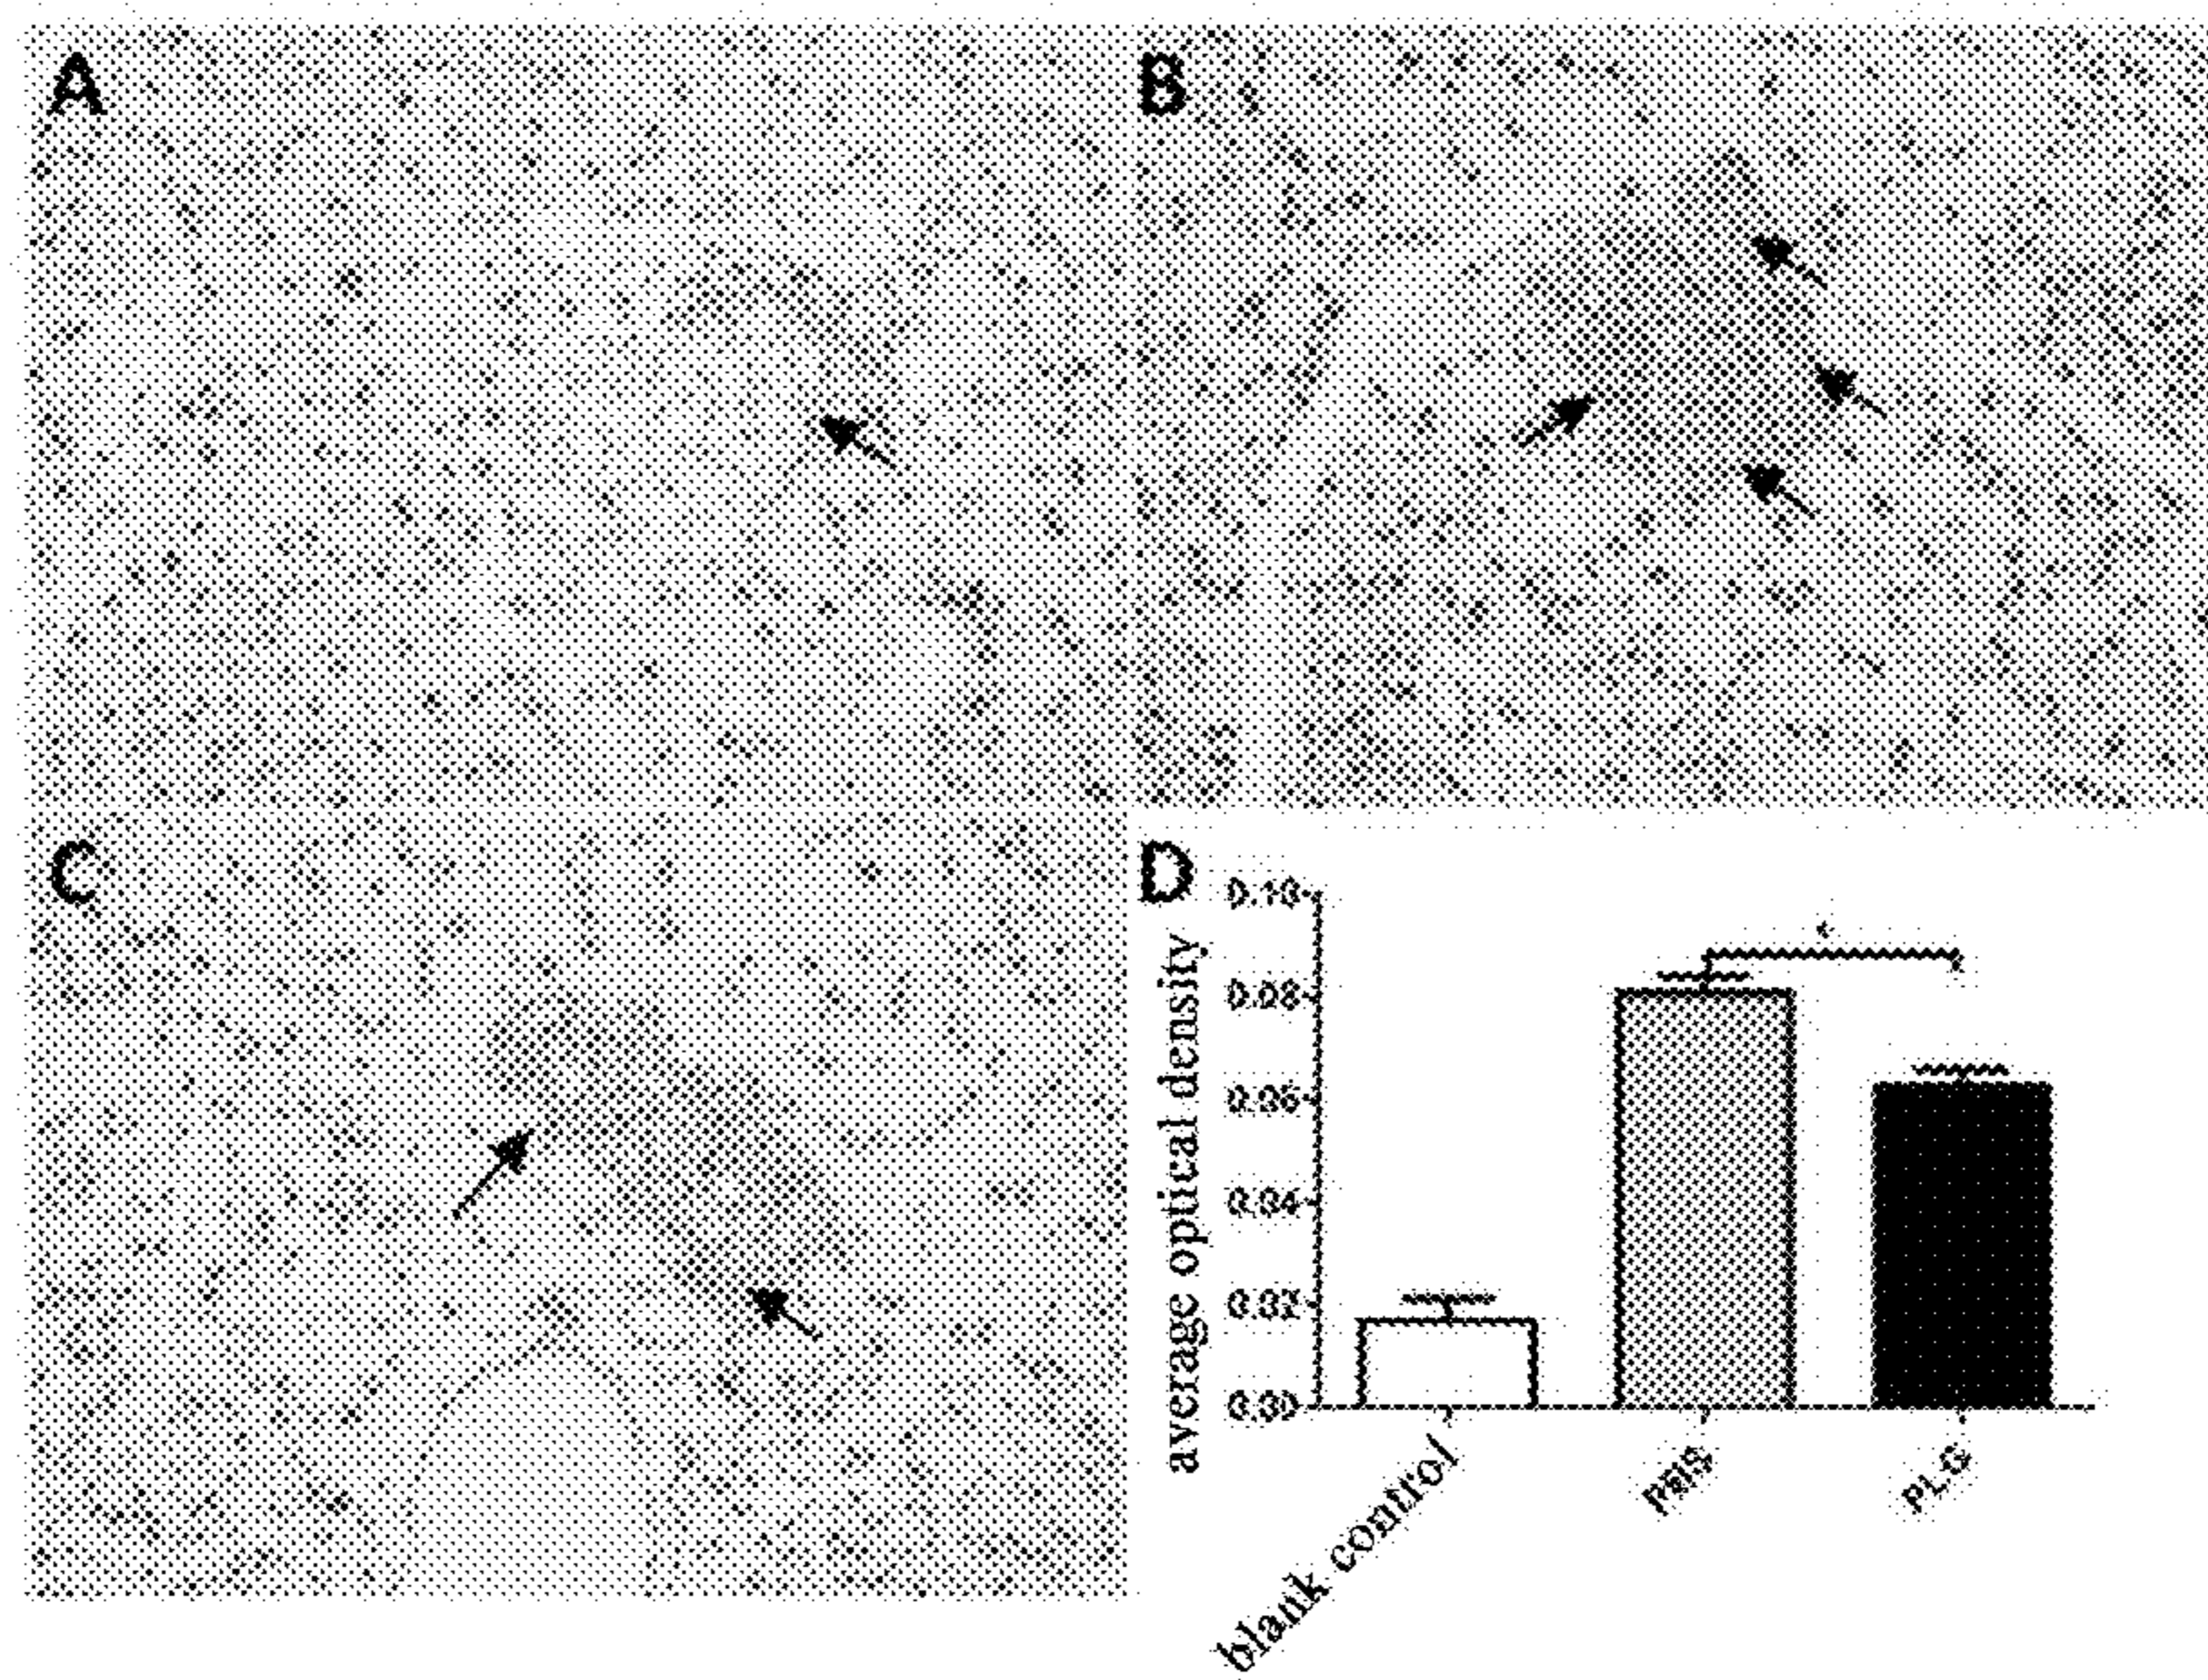 A
B
C
D
average optical density
0.10
0.08
0.06
0.04
0.02
0.00
*
blank control
PBS
PLG